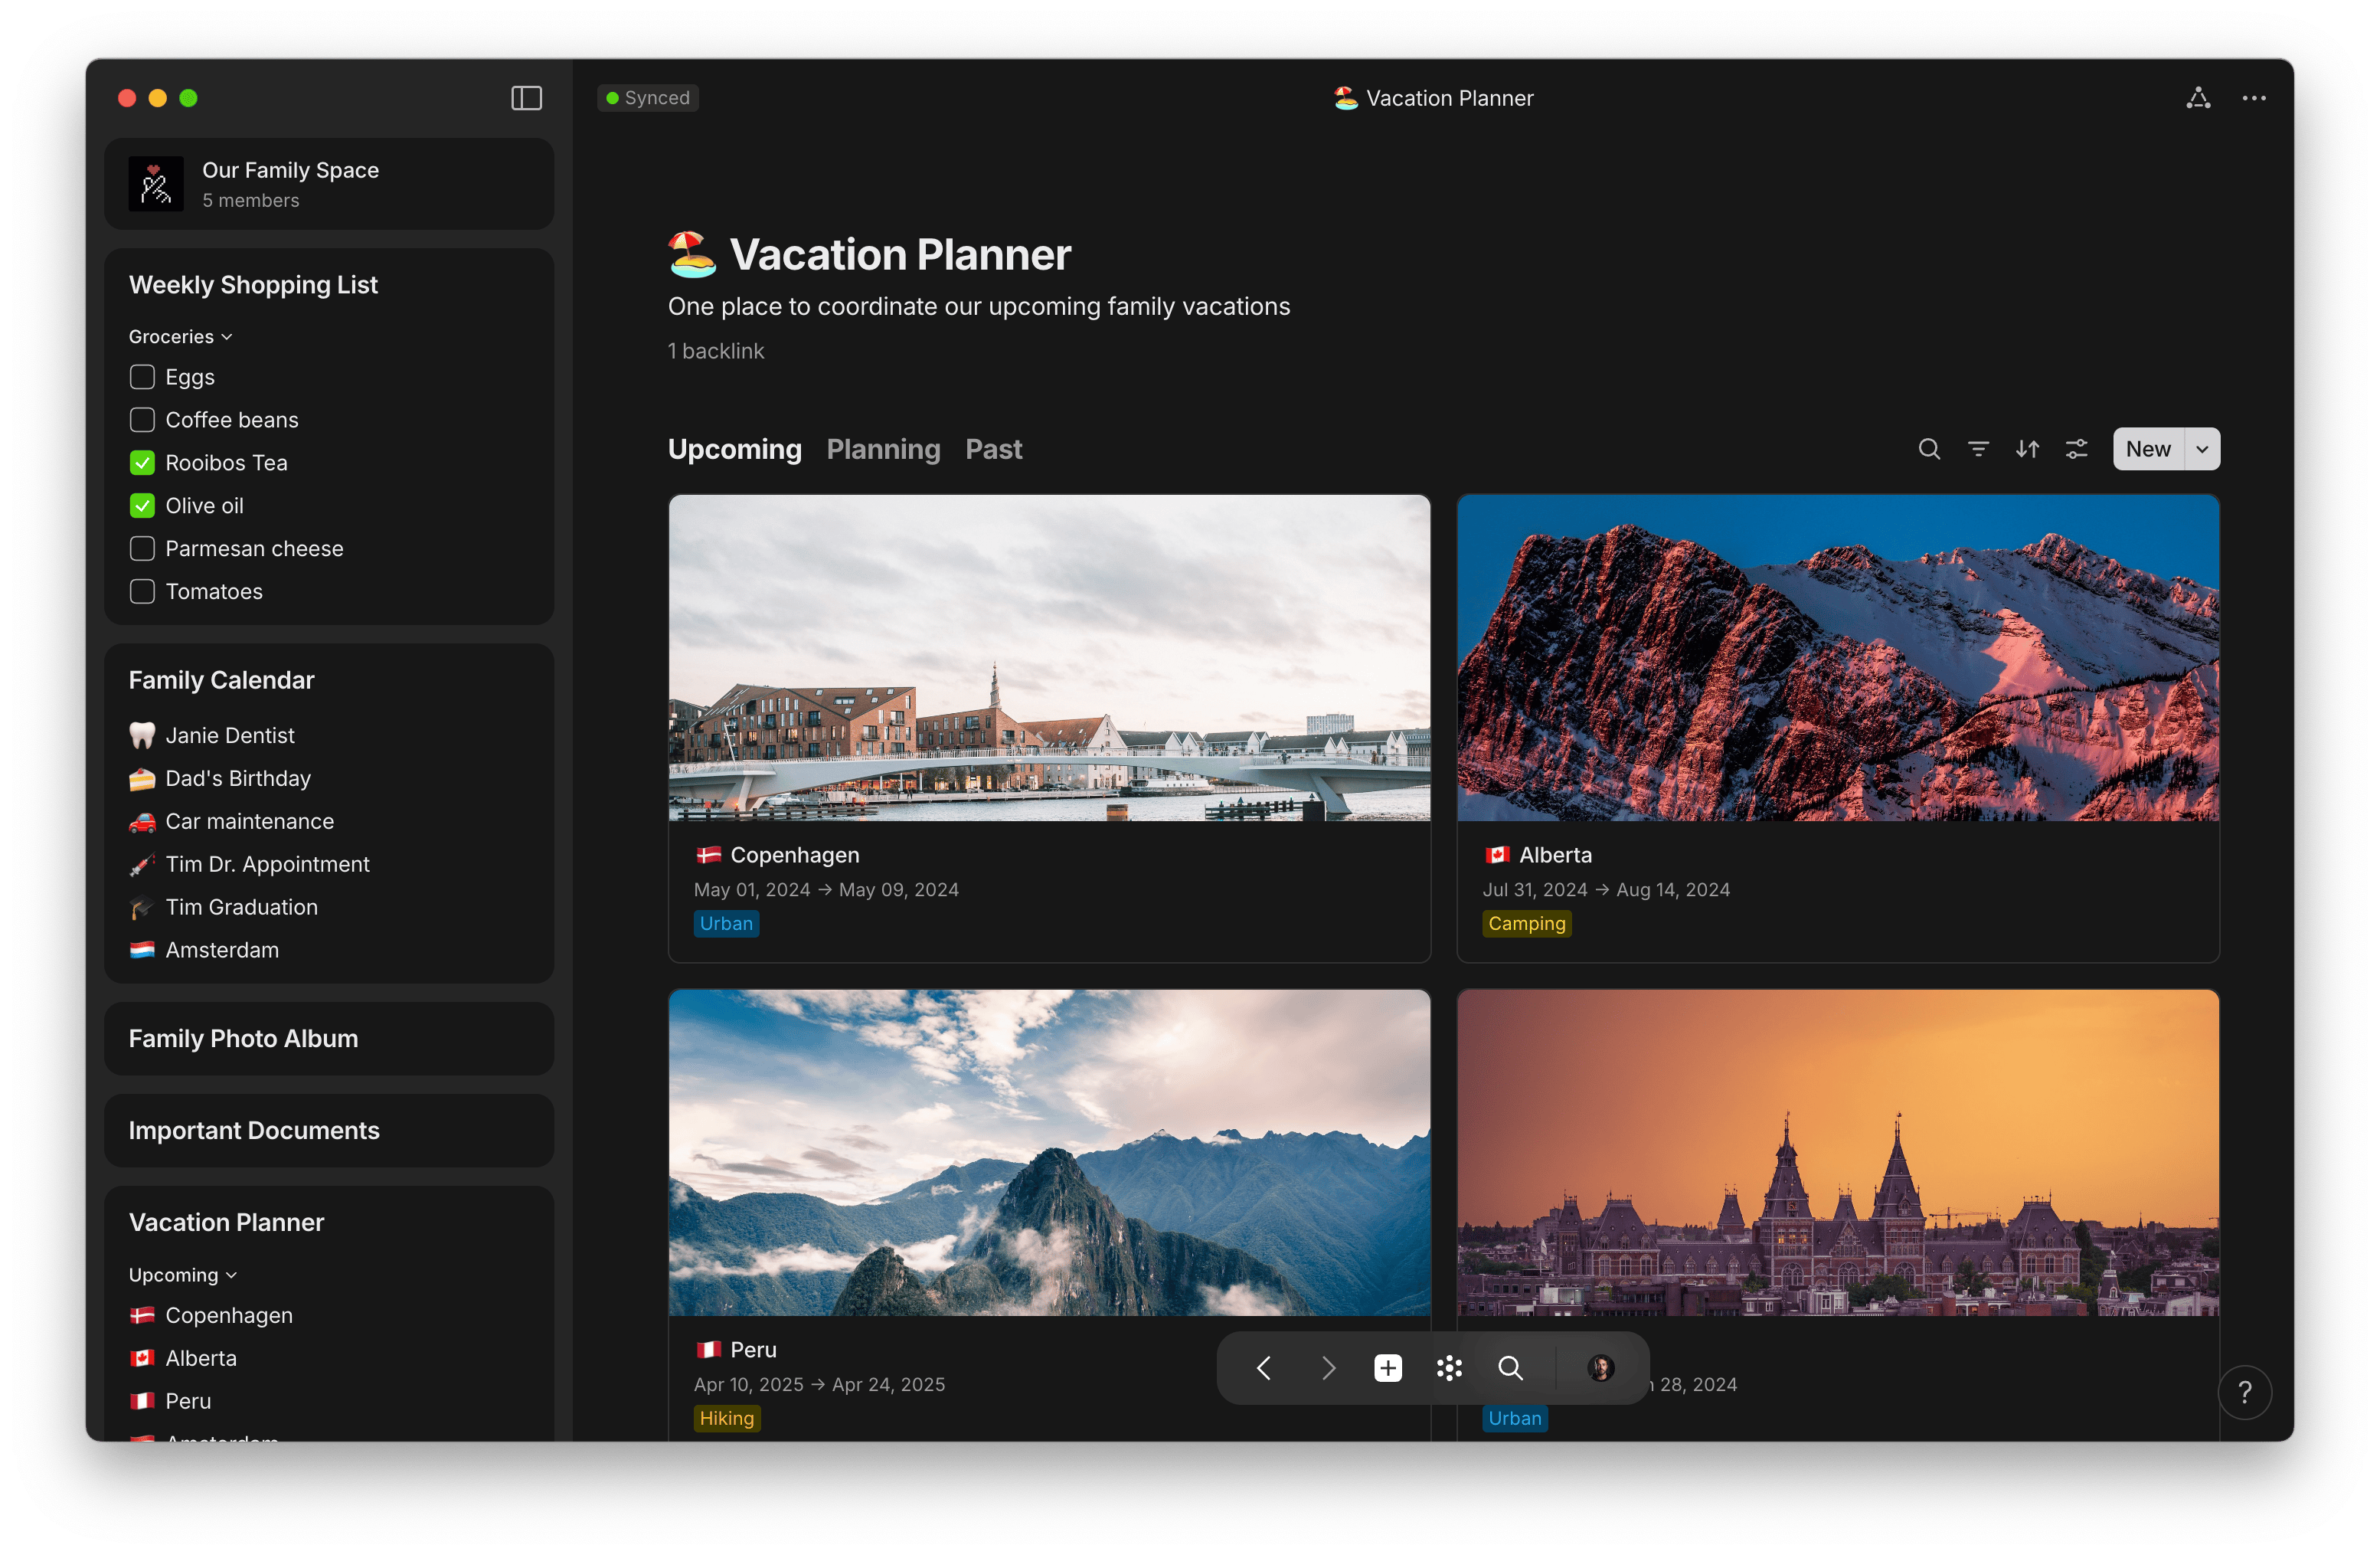 Synced
Vacation Planner
Our Family Space
5 members
Weekly Shopping List
Groceries
Eggs
Coffee beans
Rooibos Tea
Olive oil
Parmesan cheese
Tomatoes
Family Calendar
Janie Dentist
Dad's Birthday
Car maintenance
Tim Dr. Appointment
Tim Graduation
Amsterdam
Family Photo Album
Important Documents
Vacation Planner
Upcoming
Copenhagen
Alberta
Peru
Amsterdam
Vacation Planner
One place to coordinate our upcoming family vacations
1 backlink
Upcoming Planning Past
New
Copenhagen
May 01, 2024 → May 09, 2024
Urban
Alberta
Jul 31, 2024 → Aug 14, 2024
Camping
Peru
Apr 10, 2025 → Apr 24, 2025
Hiking
28, 2024
Urban
?